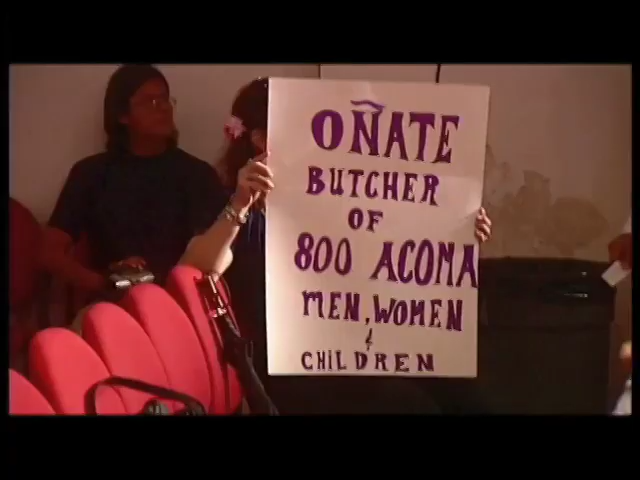 OÑATE
BUTCHER
OF
800 ACOMA
MEN, WOMEN
&
CHILDREN